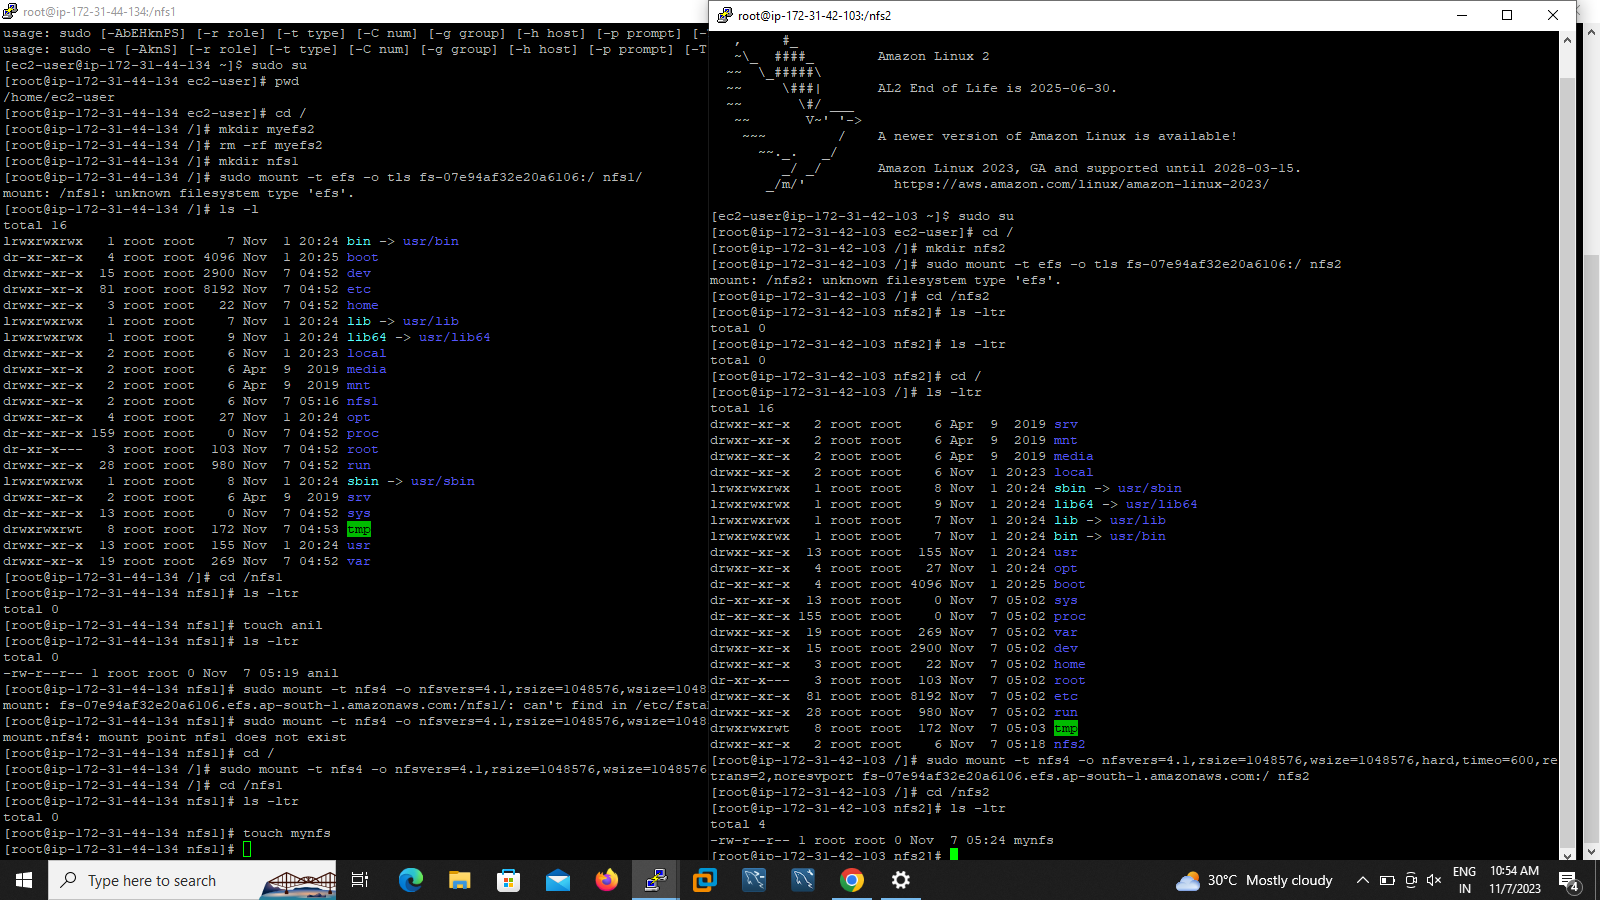 root@ip-172-31-44-134:/nfs1
usage: sudo [-AbEHknPS] [-r role] [-t type] [-C num] [-g group] [-h host] [-p prompt] [-
usage: sudo -e [-AknS] [-r role] [-t type] [-C num] [-g group] [-h host] [-p prompt] [-T
[ec2-user@ip-172-31-44-134 ~]$ sudo su
[root@ip-172-31-44-134 ec2-user]# pwd
/home/ec2-user
[root@ip-172-31-44-134 ec2-user]# cd /
[root@ip-172-31-44-134 /]# mkdir myefs2
[root@ip-172-31-44-134 /]# rm -rf myefs2
[root@ip-172-31-44-134 /]# mkdir nfs1
[root@ip-172-31-44-134 /]# sudo mount -t efs -o tls fs-07e94af32e20a6106:/ nfs1/
mount: /nfs1: unknown filesystem type 'efs'.
[root@ip-172-31-44-134 /]# ls -l
total 16
lrwxrwxrwx   1 root root    7 Nov  1 20:24 bin -> usr/bin
dr-xr-xr-x   4 root root 4096 Nov  1 20:25 boot
drwxr-xr-x  15 root root 2900 Nov  7 04:52 dev
drwxr-xr-x  81 root root 8192 Nov  7 04:52 etc
drwxr-xr-x   3 root root   22 Nov  7 04:52 home
lrwxrwxrwx   1 root root    7 Nov  1 20:24 lib -> usr/lib
lrwxrwxrwx   1 root root    9 Nov  1 20:24 lib64 -> usr/lib64
drwxr-xr-x   2 root root    6 Nov  1 20:23 local
drwxr-xr-x   2 root root    6 Apr  9  2019 media
drwxr-xr-x   2 root root    6 Apr  9  2019 mnt
drwxr-xr-x   2 root root    6 Nov  7 05:16 nfs1
drwxr-xr-x   4 root root   27 Nov  1 20:24 opt
dr-xr-xr-x 159 root root    0 Nov  7 04:52 proc
dr-xr-x---   3 root root  103 Nov  7 04:52 root
drwxr-xr-x  28 root root  980 Nov  7 04:52 run
lrwxrwxrwx   1 root root    8 Nov  1 20:24 sbin -> usr/sbin
drwxr-xr-x   2 root root    6 Apr  9  2019 srv
dr-xr-xr-x  13 root root    0 Nov  7 04:52 sys
drwxrwxrwt   8 root root  172 Nov  7 04:53 tmp
drwxr-xr-x  13 root root  155 Nov  1 20:24 usr
drwxr-xr-x  19 root root  269 Nov  7 04:52 var
[root@ip-172-31-44-134 /]# cd /nfs1
[root@ip-172-31-44-134 nfs1]# ls -ltr
total 0
[root@ip-172-31-44-134 nfs1]# touch anil
[root@ip-172-31-44-134 nfs1]# ls -ltr
total 0
-rw-r--r-- 1 root root 0 Nov  7 05:19 anil
[root@ip-172-31-44-134 nfs1]# sudo mount -t nfs4 -o nfsvers=4.1,rsize=1048576,wsize=1048
mount: fs-07e94af32e20a6106.efs.ap-south-1.amazonaws.com:/nfs1/: can't find in /etc/fsta
[root@ip-172-31-44-134 nfs1]# sudo mount -t nfs4 -o nfsvers=4.1,rsize=1048576,wsize=1048
mount.nfs4: mount point nfs1 does not exist
[root@ip-172-31-44-134 nfs1]# cd /
[root@ip-172-31-44-134 /]# sudo mount -t nfs4 -o nfsvers=4.1,rsize=1048576,wsize=1048576
[root@ip-172-31-44-134 /]# cd /nfs1
[root@ip-172-31-44-134 nfs1]# ls -ltr
total 0
[root@ip-172-31-44-134 nfs1]# touch mynfs
[root@ip-172-31-44-134 nfs1]#
root@ip-172-31-42-103:/nfs2
   ,     #_
   ~\_  ####_        Amazon Linux 2
  ~~  \_#####\
  ~~     \###|       AL2 End of Life is 2025-06-30.
  ~~       \#/ ___
   ~~       V~' '->
    ~~~         /    A newer version of Amazon Linux is available!
      ~~._.   _/
         _/ _/       Amazon Linux 2023, GA and supported until 2028-03-15.
       _/m/'           https://aws.amazon.com/linux/amazon-linux-2023/
[ec2-user@ip-172-31-42-103 ~]$ sudo su
[root@ip-172-31-42-103 ec2-user]# cd /
[root@ip-172-31-42-103 /]# mkdir nfs2
[root@ip-172-31-42-103 /]# sudo mount -t efs -o tls fs-07e94af32e20a6106:/ nfs2
mount: /nfs2: unknown filesystem type 'efs'.
[root@ip-172-31-42-103 /]# cd /nfs2
[root@ip-172-31-42-103 nfs2]# ls -ltr
total 0
[root@ip-172-31-42-103 nfs2]# ls -ltr
total 0
[root@ip-172-31-42-103 nfs2]# cd /
[root@ip-172-31-42-103 /]# ls -ltr
total 16
drwxr-xr-x   2 root root    6 Apr  9  2019 srv
drwxr-xr-x   2 root root    6 Apr  9  2019 mnt
drwxr-xr-x   2 root root    6 Apr  9  2019 media
drwxr-xr-x   2 root root    6 Nov  1 20:23 local
lrwxrwxrwx   1 root root    8 Nov  1 20:24 sbin -> usr/sbin
lrwxrwxrwx   1 root root    9 Nov  1 20:24 lib64 -> usr/lib64
lrwxrwxrwx   1 root root    7 Nov  1 20:24 lib -> usr/lib
lrwxrwxrwx   1 root root    7 Nov  1 20:24 bin -> usr/bin
drwxr-xr-x  13 root root  155 Nov  1 20:24 usr
drwxr-xr-x   4 root root   27 Nov  1 20:24 opt
dr-xr-xr-x   4 root root 4096 Nov  1 20:25 boot
dr-xr-xr-x  13 root root    0 Nov  7 05:02 sys
dr-xr-xr-x 155 root root    0 Nov  7 05:02 proc
drwxr-xr-x  19 root root  269 Nov  7 05:02 var
drwxr-xr-x  15 root root 2900 Nov  7 05:02 dev
drwxr-xr-x   3 root root   22 Nov  7 05:02 home
dr-xr-x---   3 root root  103 Nov  7 05:02 root
drwxr-xr-x  81 root root 8192 Nov  7 05:02 etc
drwxr-xr-x  28 root root  980 Nov  7 05:02 run
drwxrwxrwt   8 root root  172 Nov  7 05:03 tmp
drwxr-xr-x   2 root root    6 Nov  7 05:18 nfs2
[root@ip-172-31-42-103 /]# sudo mount -t nfs4 -o nfsvers=4.1,rsize=1048576,wsize=1048576,hard,timeo=600,re
trans=2,noresvport fs-07e94af32e20a6106.efs.ap-south-1.amazonaws.com:/ nfs2
[root@ip-172-31-42-103 /]# cd /nfs2
[root@ip-172-31-42-103 nfs2]# ls -ltr
total 4
-rw-r--r-- 1 root root 0 Nov  7 05:24 mynfs
[root@ip-172-31-42-103 nfs2]#
Type here to search
30°C Mostly cloudy
ENG
IN
10:54 AM
11/7/2023
4